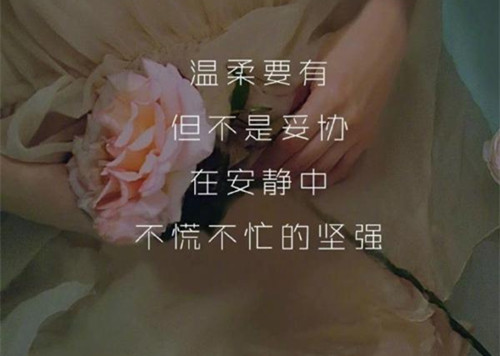 温柔要有
但不是妥协
在安静中
不慌不忙的坚强